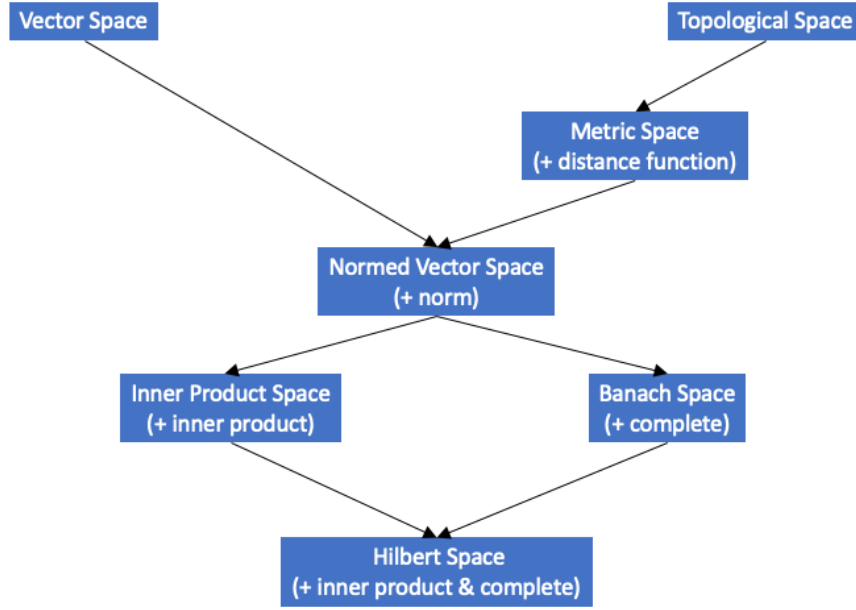 Vector Space
Topological Space
Metric Space
(+ distance function)
Normed Vector Space
(+ norm)
Inner Product Space
(+ inner product)
Banach Space
(+ complete)
Hilbert Space
(+ inner product & complete)